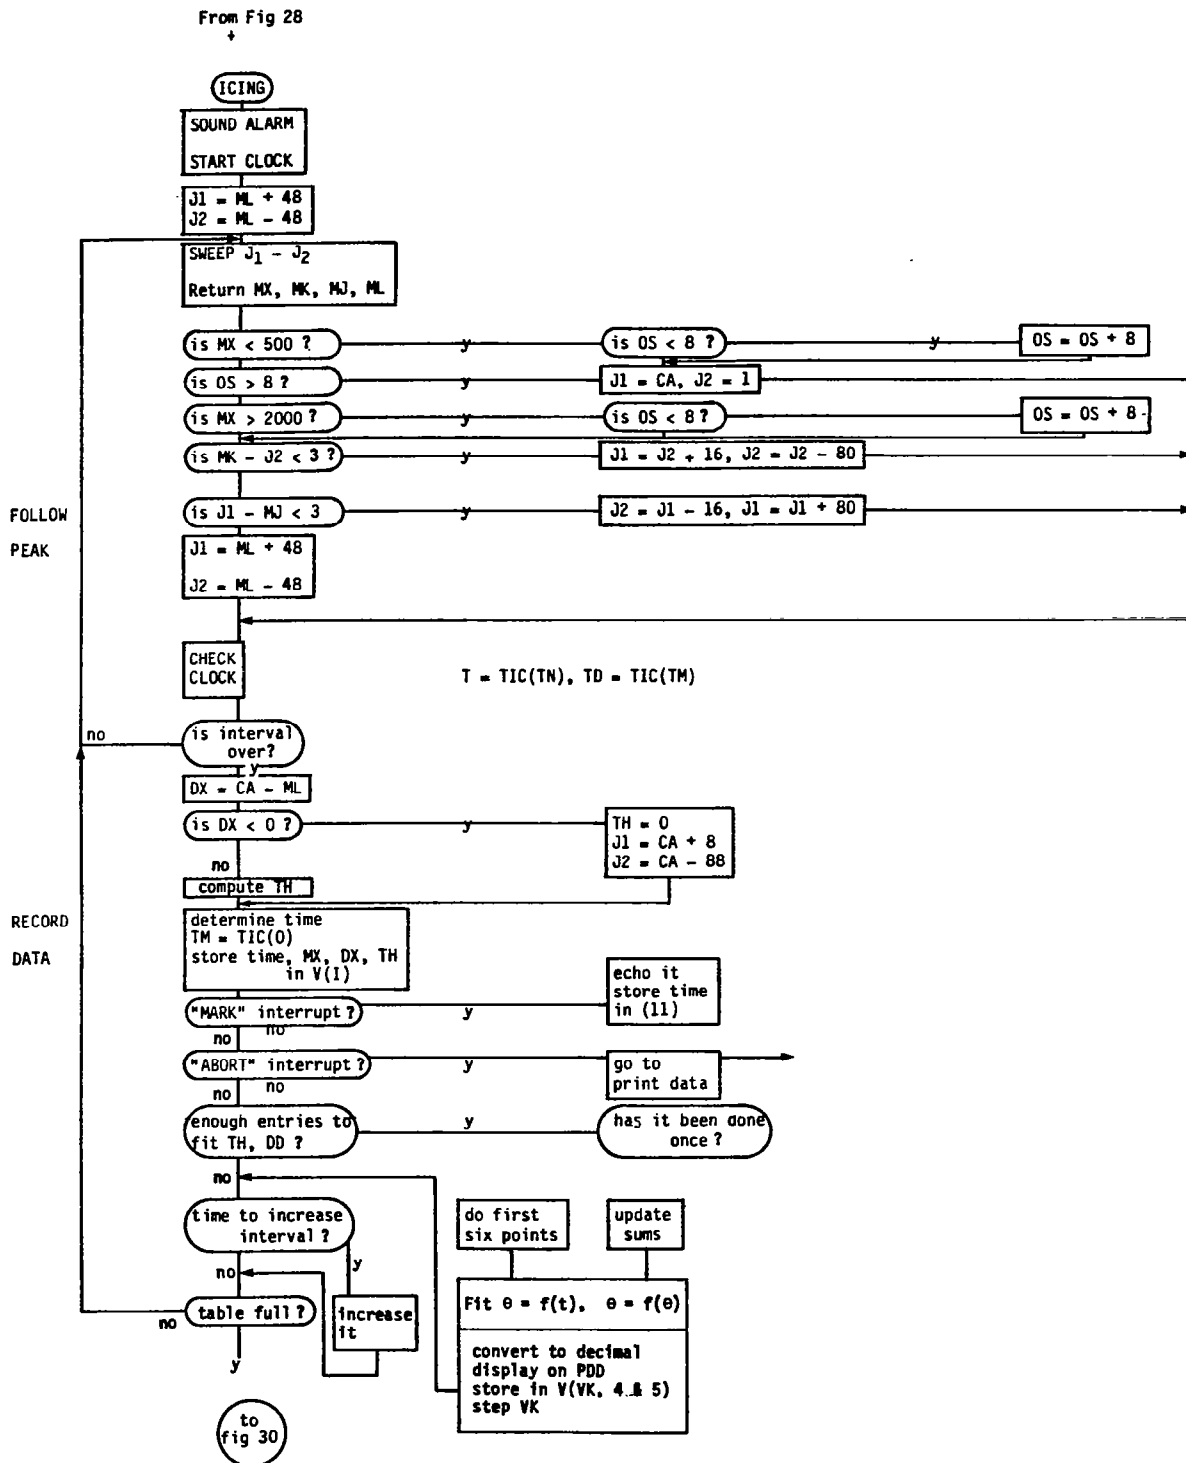 From Fig 28
ICING
SOUND ALARM
START CLOCK
J1 = ML + 48
J2 = ML - 48
SWEEP J1 - J2
Return MX, MK, MJ, ML
is MX < 500 ?
y
is OS < 8 ?
y
OS = OS + 8
is OS > 8 ?
y
J1 = CA, J2 = 1
is MX > 2000 ?
y
is OS < 8 ?
OS = OS + 8
is MK - J2 < 3 ?
y
J1 = J2 + 16, J2 = J2 - 80
is J1 - MJ < 3
y
J2 = J1 - 16, J1 = J1 + 80
FOLLOW
PEAK
J1 = ML + 48
J2 = ML - 48
CHECK
CLOCK
T = TIC(TN), TD = TIC(TM)
no
is interval
over?
y
DX = CA - ML
is DX < 0 ?
y
TH = 0
J1 = CA + 8
J2 = CA - 88
no
compute TH
RECORD
DATA
determine time
TM = TIC(0)
store time, MX, DX, TH
in V(I)
"MARK" interrupt ?
y
echo it
store time
in (11)
no
no
"ABORT" interrupt ?
y
go to
print data
no
no
enough entries to
fit TH, DD ?
y
has it been done
once ?
no
time to increase
interval ?
y
no
do first
six points
update
sums
Fit θ = f(t), θ = f(θ)
table full ?
no
increase
it
y
convert to decimal
display on PDD
store in V(VK, 4 & 5)
step VK
to
fig 30